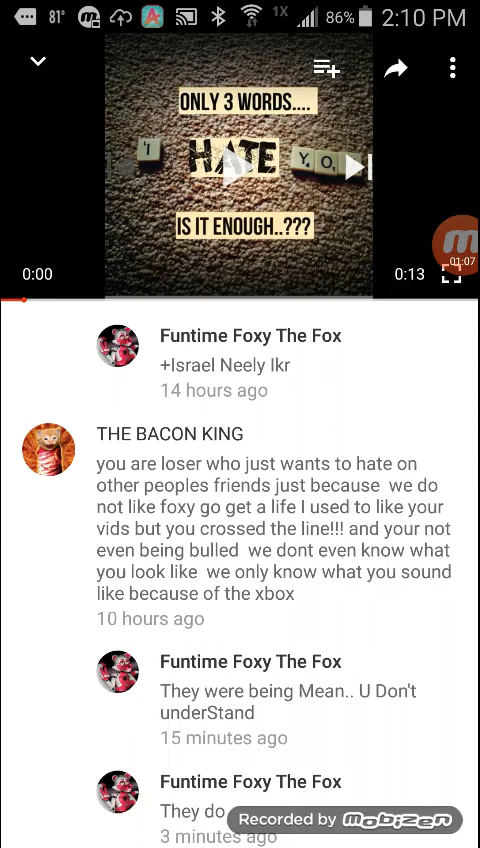 81° 1X 86% 2:10 PM
ONLY 3 WORDS....
'I HATE Y O
IS IT ENOUGH..???
01:07
0:00 0:13
Funtime Foxy The Fox
+Israel Neely Ikr
14 hours ago
THE BACON KING
you are loser who just wants to hate on
other peoples friends just because we do
not like foxy go get a life I used to like your
vids but you crossed the line!!! and your not
even being bulled we dont even know what
you look like we only know what you sound
like because of the xbox
10 hours ago
Funtime Foxy The Fox
They were being Mean.. U Don't
underStand
15 minutes ago
Funtime Foxy The Fox
They do
Recorded by mobizen
3 minutes ago